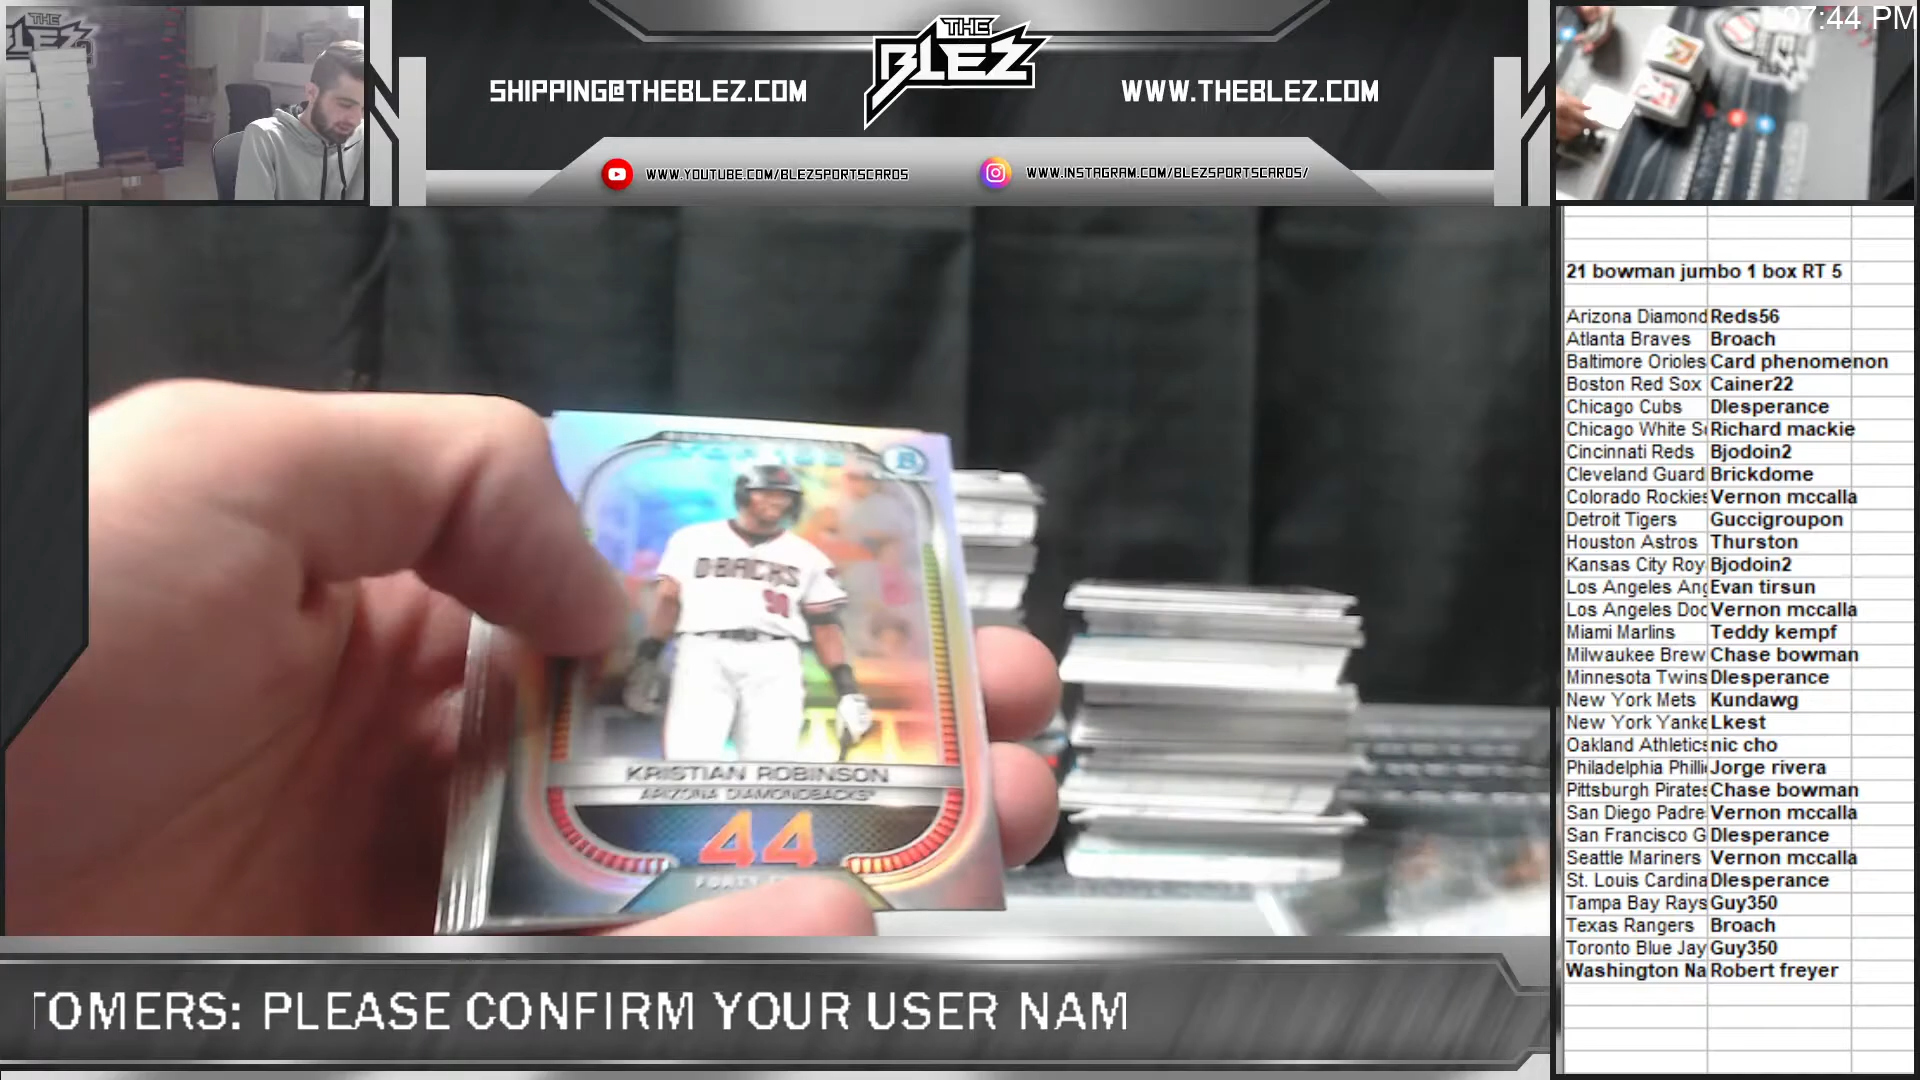 THE
BLEZ
07:44 PM
SHIPPING@THEBLEZ.COM
THE
BLEZ
WWW.THEBLEZ.COM
WWW.YOUTUBE.COM/BLEZSPORTSCARDS
WWW.INSTAGRAM.COM/BLEZSPORTSCARDS/
21 bowman jumbo 1 box RT 5
Arizona Diamond Reds56
Atlanta Braves Broach
Baltimore Orioles Card phenomenon
Boston Red Sox Cainer22
Chicago Cubs Dlesperance
Chicago White S Richard mackie
Cincinnati Reds Bjodoin2
Cleveland Guard Brickdome
Colorado Rockies Vernon mccalla
Detroit Tigers Guccigroupon
Houston Astros Thurston
Kansas City Roy Bjodoin2
Los Angeles Ang Evan tirsun
Los Angeles Dod Vernon mccalla
Miami Marlins Teddy kempf
Milwaukee Brew Chase bowman
Minnesota Twins Dlesperance
New York Mets Kundawg
New York Yanke Lkest
Oakland Athletics nic cho
Philadelphia Philli Jorge rivera
Pittsburgh Pirates Chase bowman
San Diego Padre Vernon mccalla
San Francisco G Dlesperance
Seattle Mariners Vernon mccalla
St. Louis Cardina Dlesperance
Tampa Bay Rays Guy350
Texas Rangers Broach
Toronto Blue Jay Guy350
Washington Na Robert freyer
B
D-BACKS
90
KRISTIAN ROBINSON
ARIZONA DIAMONDBACKS
44
TOMERS: PLEASE CONFIRM YOUR USER NAM